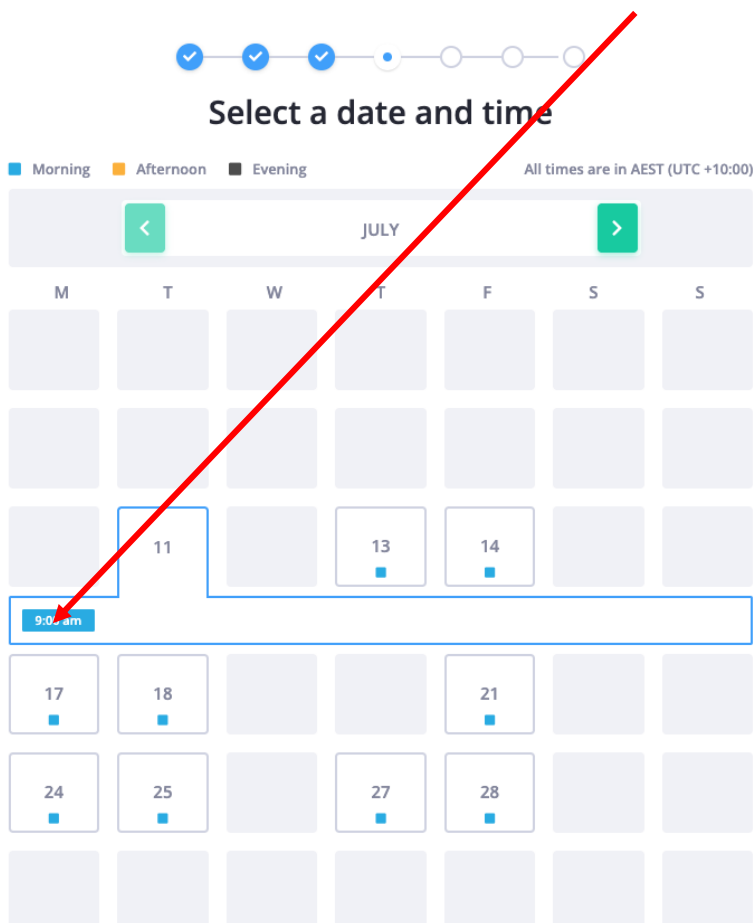 Select a date and time
Morning Afternoon Evening All times are in AEST (UTC +10:00)
JULY
M T W T F S S
11 13 14
am
17 18 21
24 25 27 28